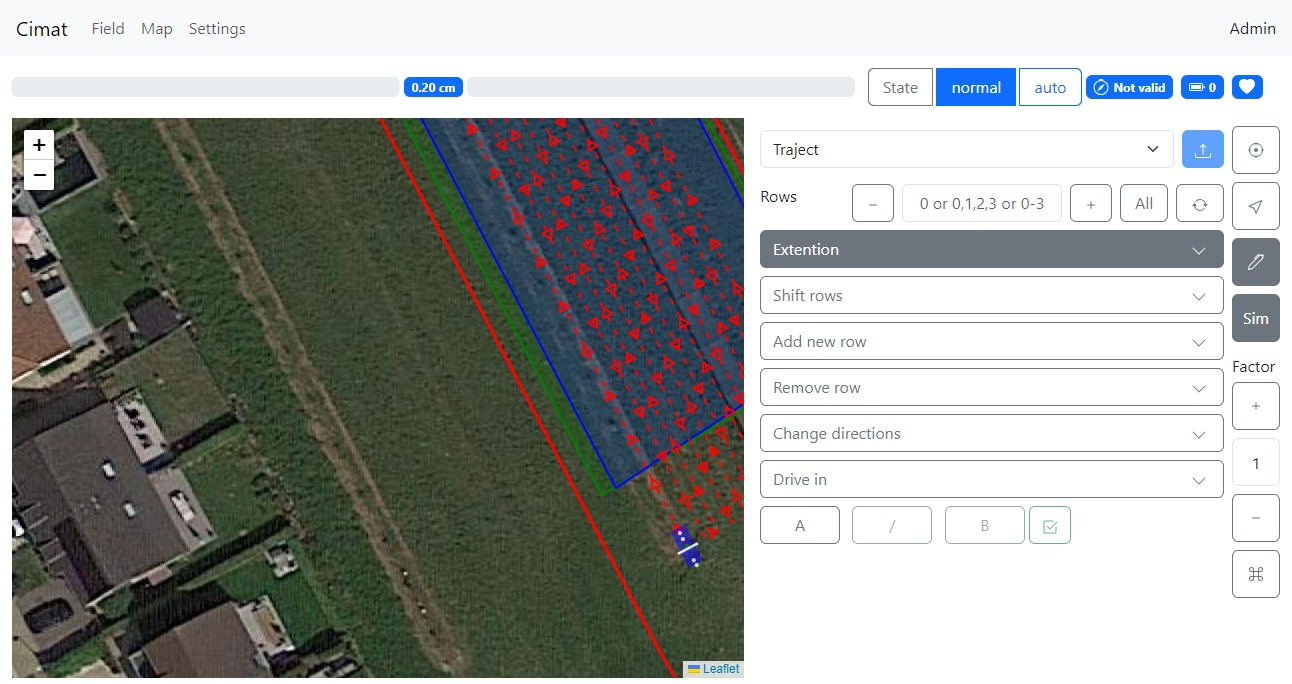 Cimat Field Map Settings Admin
0.20 cm State normal auto Not valid 0
+
−
Traject
Rows − 0 or 0,1,2,3 or 0-3 + All
Extention
Shift rows
Sim
Add new row
Factor
Remove row
+
Change directions
1
Drive in
A / B −
Leaflet